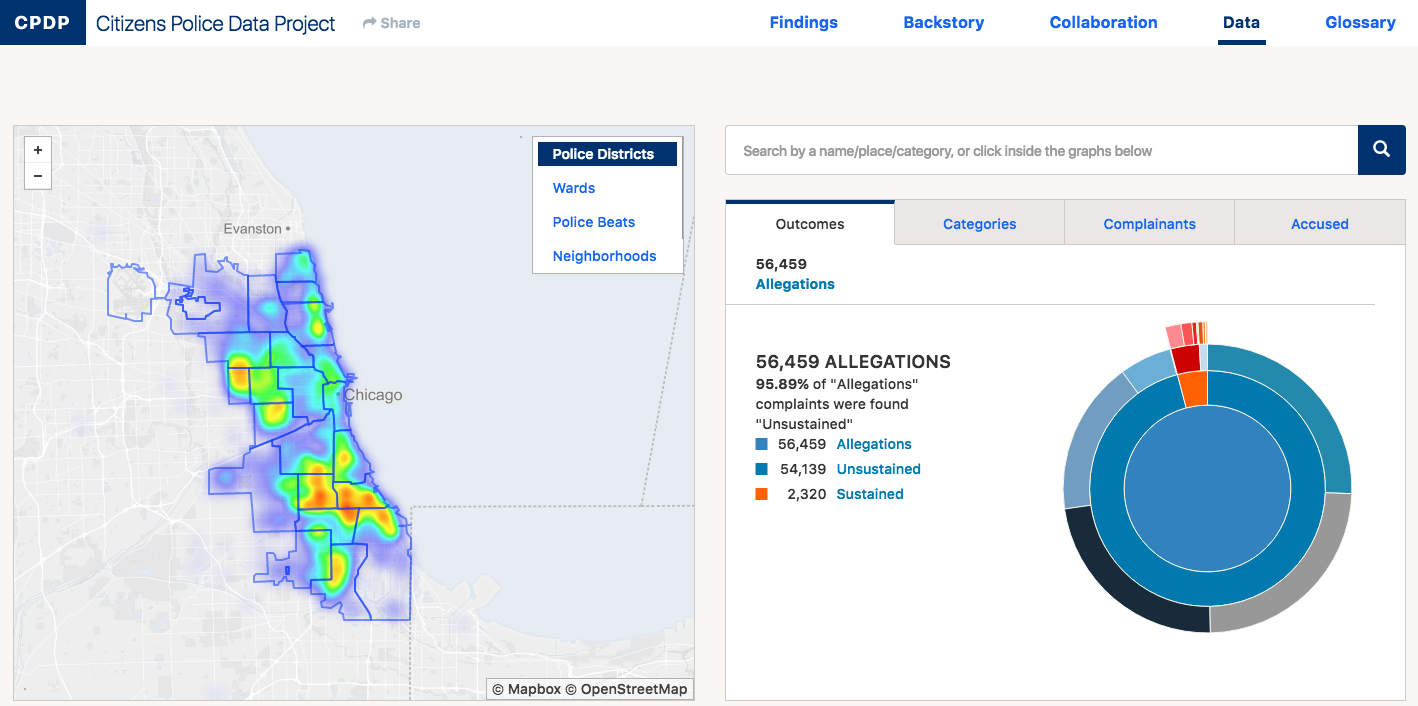 CPDP
Citizens Police Data Project
Share
Findings
Backstory
Collaboration
Data
Glossary
+
−
Police Districts
Wards
Police Beats
Neighborhoods
Evanston
Chicago
© Mapbox © OpenStreetMap
Search by a name/place/category, or click inside the graphs below
Outcomes
Categories
Complainants
Accused
56,459
Allegations
56,459 ALLEGATIONS
95.89% of "Allegations"
complaints were found
"Unsustained"
56,459 Allegations
54,139 Unsustained
2,320 Sustained